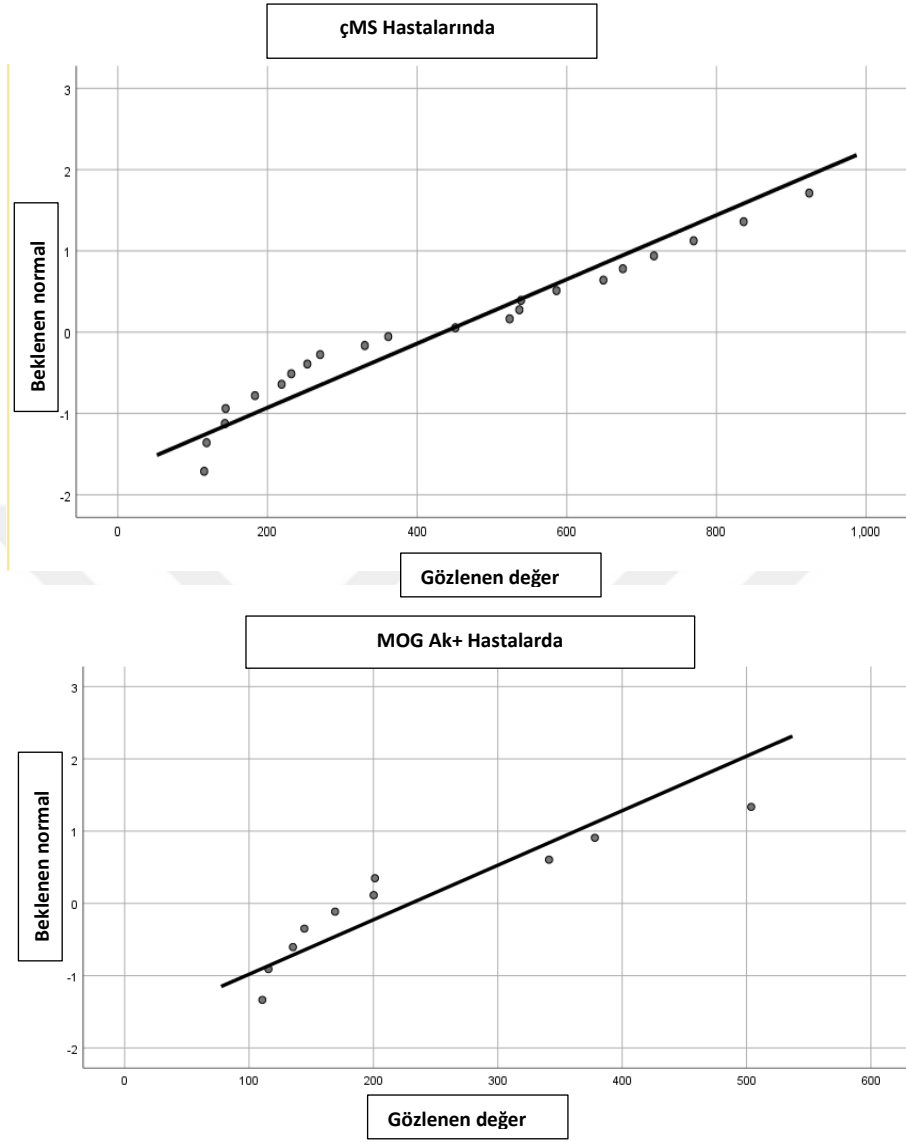 çMS Hastalarında
3
2
1
0
-1
-2
Beklenen normal
0 200 400 600 800 1,000
Gözlenen değer
MOG Ak+ Hastalarda
3
2
1
0
-1
-2
Beklenen normal
0 100 200 300 400 500 600
Gözlenen değer